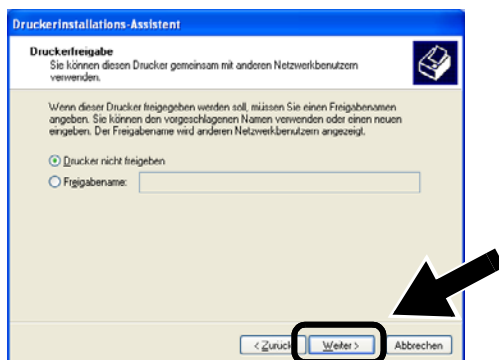 Druckerinstallations-Assistent
Druckerfreigabe
Sie können diesen Drucker gemeinsam mit anderen Netzwerkbenutzern
verwenden.
Wenn dieser Drucker freigegeben werden soll, müssen Sie einen Freigabenamen
angeben. Sie können den vorgeschlagenen Namen verwenden oder einen neuen
eingeben. Der Freigabename wird anderen Netzwerkbenutzern angezeigt.
Drucker nicht freigeben
Freigabename:
< Zurück Weiter > Abbrechen